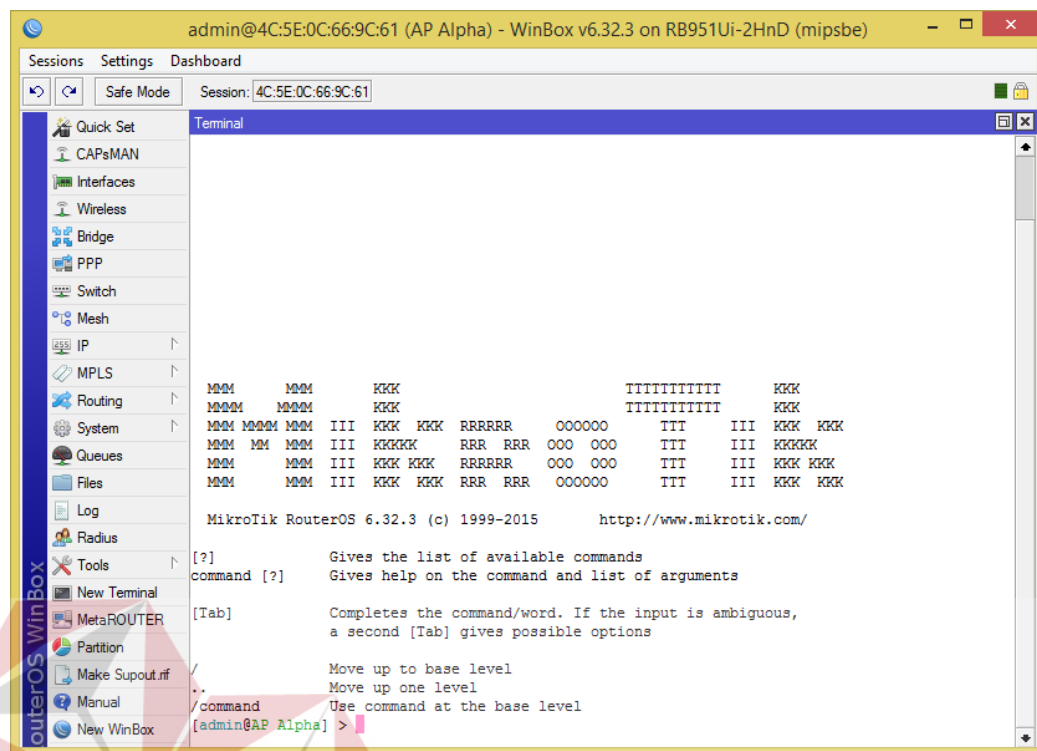 admin@4C:5E:0C:66:9C:61 (AP Alpha) - WinBox v6.32.3 on RB951Ui-2HnD (mipsbe)
Sessions Settings Dashboard
Safe Mode Session: 4C:5E:0C:66:9C:61
Quick Set
CAPsMAN
Interfaces
Wireless
Bridge
PPP
Switch
Mesh
255 IP
MPLS
Routing
System
Queues
Files
Log
Radius
Tools
New Terminal
MetaROUTER
Partition
Make Supout.rif
Manual
New WinBox
RouterOS WinBox
Terminal
MMM      MMM       KKK                          TTTTTTTTTTT      KKK
MMMM    MMMM       KKK                          TTTTTTTTTTT      KKK
MMM MMMM MMM  III  KKK  KKK  RRRRRR     OOOOOO      TTT     III  KKK  KKK
MMM  MM  MMM  III  KKKKK     RRR  RRR  OOO  OOO     TTT     III  KKKKK
MMM      MMM  III  KKK KKK   RRRRRR    OOO  OOO     TTT     III  KKK KKK
MMM      MMM  III  KKK  KKK  RRR  RRR   OOOOOO      TTT     III  KKK  KKK
MikroTik RouterOS 6.32.3 (c) 1999-2015       http://www.mikrotik.com/
[?]             Gives the list of available commands
command [?]     Gives help on the command and list of arguments
[Tab]           Completes the command/word. If the input is ambiguous,
a second [Tab] gives possible options
/               Move up to base level
..              Move up one level
/command        Use command at the base level
[admin@AP Alpha] >